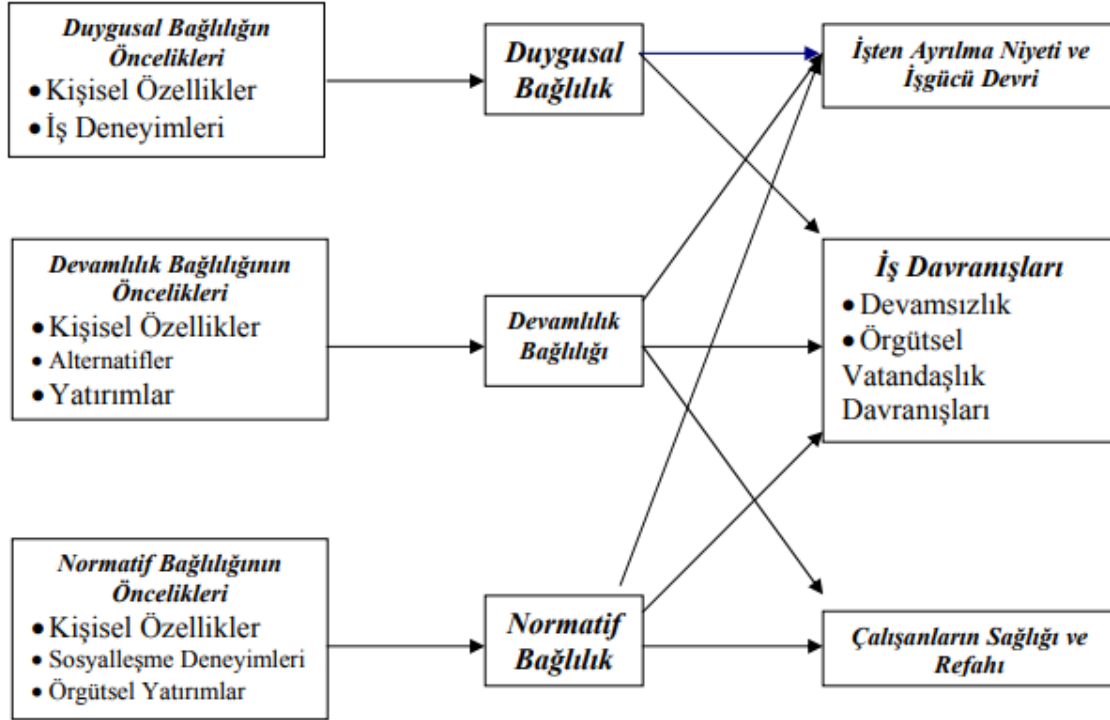 Duygusal Bağlılığın
Öncelikleri
• Kişisel Özellikler
• İş Deneyimleri
Duygusal
Bağlılık
İşten Ayrılma Niyeti ve
İşgücü Devri
Devamlılık Bağlılığının
Öncelikleri
• Kişisel Özellikler
• Alternatifler
• Yatırımlar
Devamlılık
Bağlılığı
İş Davranışları
• Devamsızlık
• Örgütsel
Vatandaşlık
Davranışları
Normatif Bağlılığının
Öncelikleri
• Kişisel Özellikler
• Sosyalleşme Deneyimleri
• Örgütsel Yatırımlar
Normatif
Bağlılık
Çalışanların Sağlığı ve
Refahı